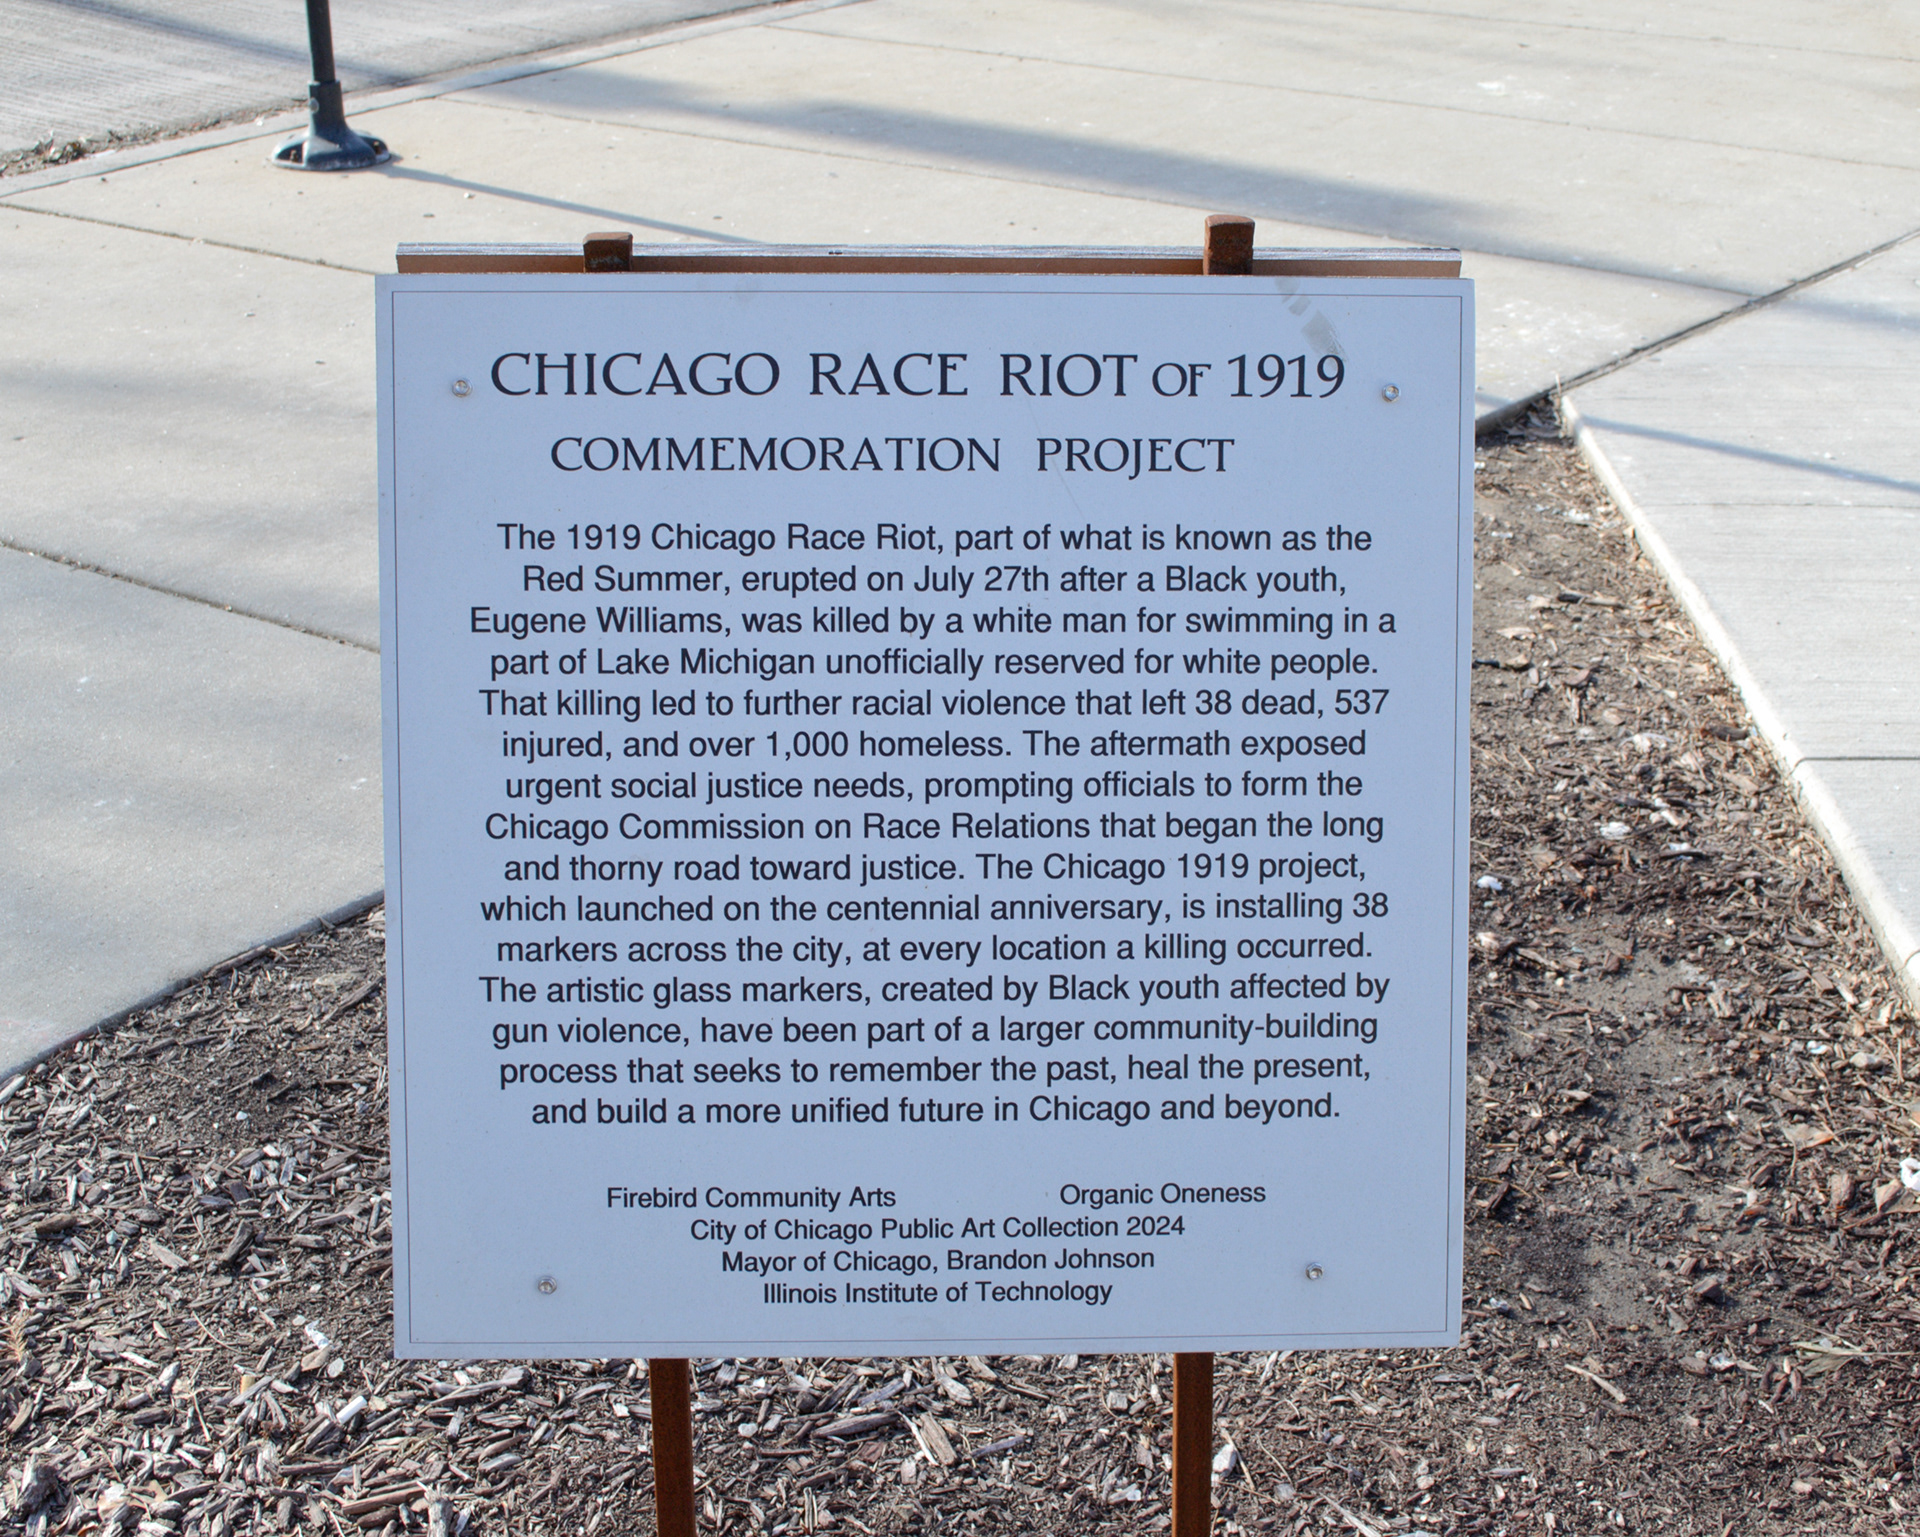 CHICAGO RACE RIOT OF 1919
COMMEMORATION PROJECT
The 1919 Chicago Race Riot, part of what is known as the
Red Summer, erupted on July 27th after a Black youth,
Eugene Williams, was killed by a white man for swimming in a
part of Lake Michigan unofficially reserved for white people.
That killing led to further racial violence that left 38 dead, 537
injured, and over 1,000 homeless. The aftermath exposed
urgent social justice needs, prompting officials to form the
Chicago Commission on Race Relations that began the long
and thorny road toward justice. The Chicago 1919 project,
which launched on the centennial anniversary, is installing 38
markers across the city, at every location a killing occurred.
The artistic glass markers, created by Black youth affected by
gun violence, have been part of a larger community-building
process that seeks to remember the past, heal the present,
and build a more unified future in Chicago and beyond.
Firebird Community Arts Organic Oneness
City of Chicago Public Art Collection 2024
Mayor of Chicago, Brandon Johnson
Illinois Institute of Technology